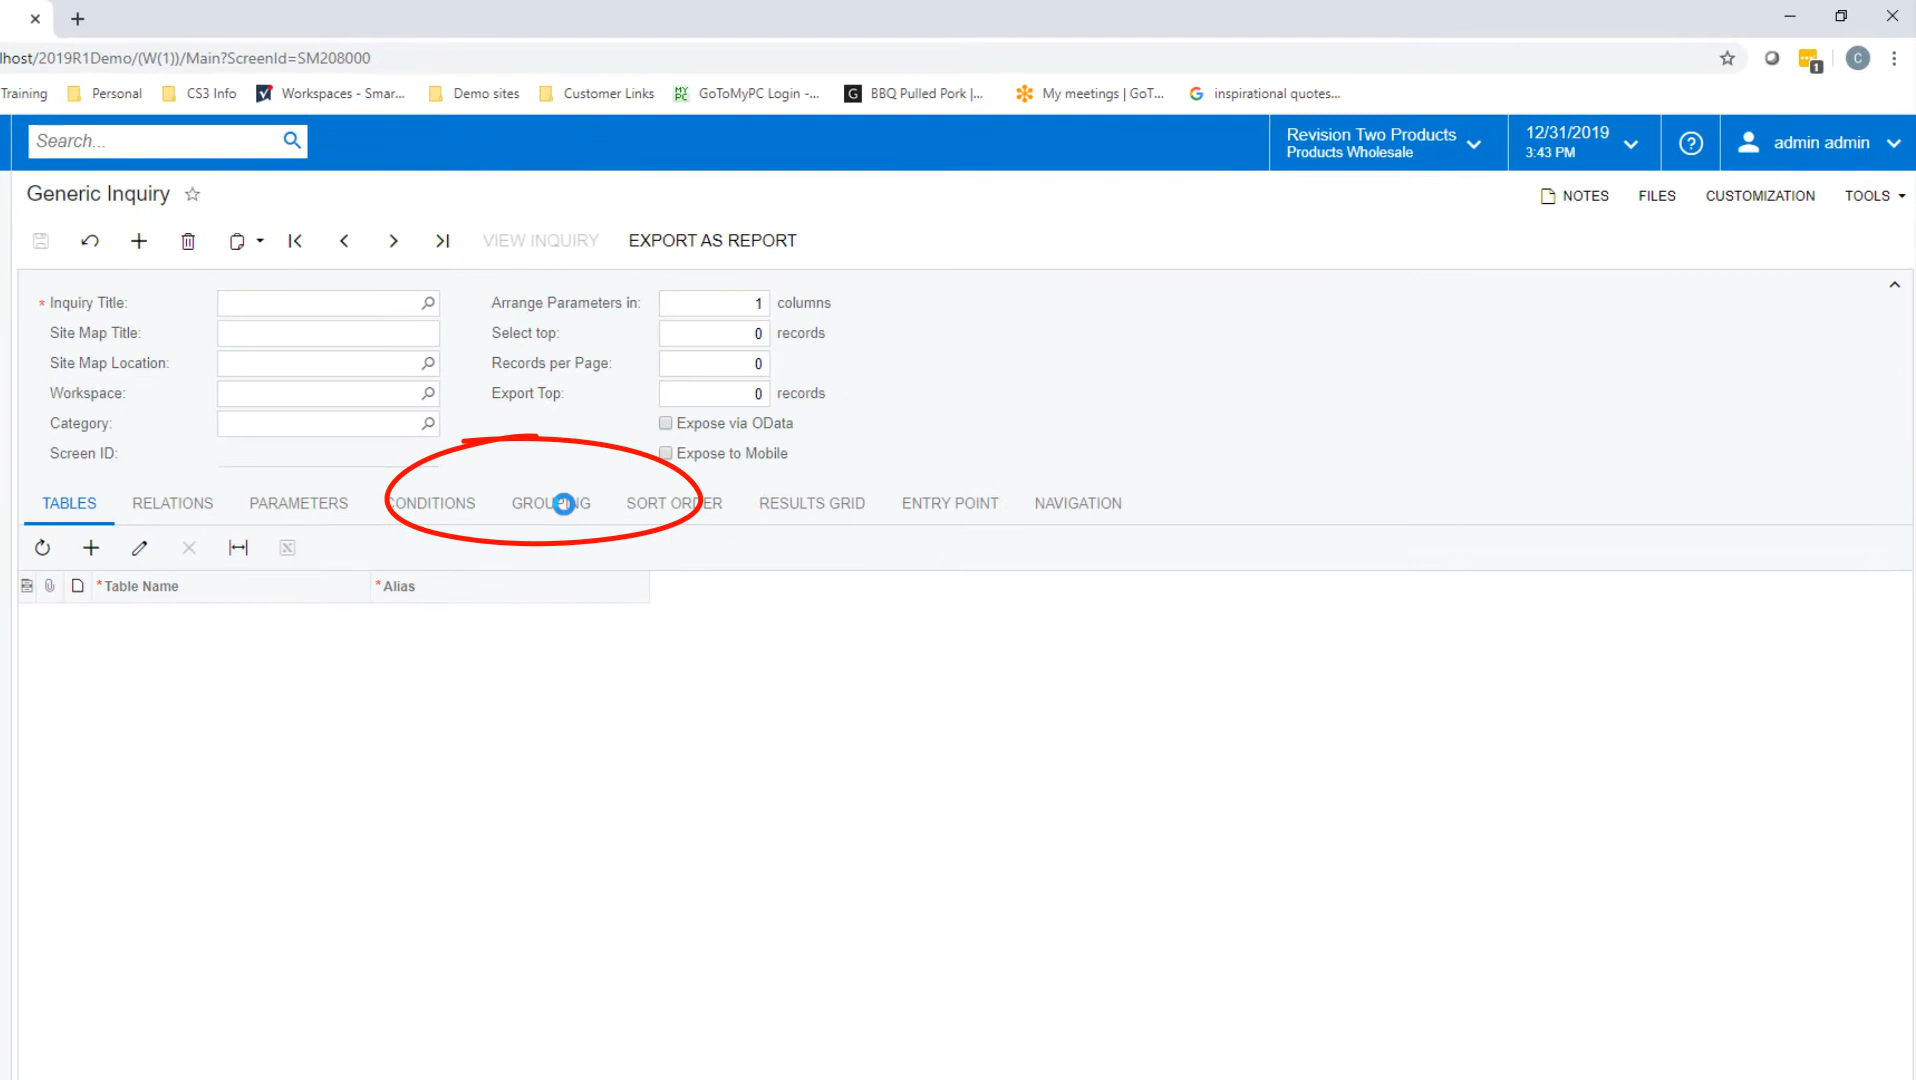 lhost/2019R1Demo/(W(1))/Main?ScreenId=SM208000
1
C
Training Personal CS3 Info Workspaces - Smar... Demo sites Customer Links GoToMyPC Login -... BBQ Pulled Pork |... My meetings | GoT... inspirational quotes...
Search...
Revision Two Products
Products Wholesale
12/31/2019
3:43 PM
admin admin
Generic Inquiry
NOTES FILES CUSTOMIZATION TOOLS
VIEW INQUIRY EXPORT AS REPORT
* Inquiry Title: Arrange Parameters in: 1 columns
Site Map Title: Select top: 0 records
Site Map Location: Records per Page: 0
Workspace: Export Top: 0 records
Category: Expose via OData
Screen ID: Expose to Mobile
TABLES RELATIONS PARAMETERS CONDITIONS GROUPING SORT ORDER RESULTS GRID ENTRY POINT NAVIGATION
* Table Name * Alias